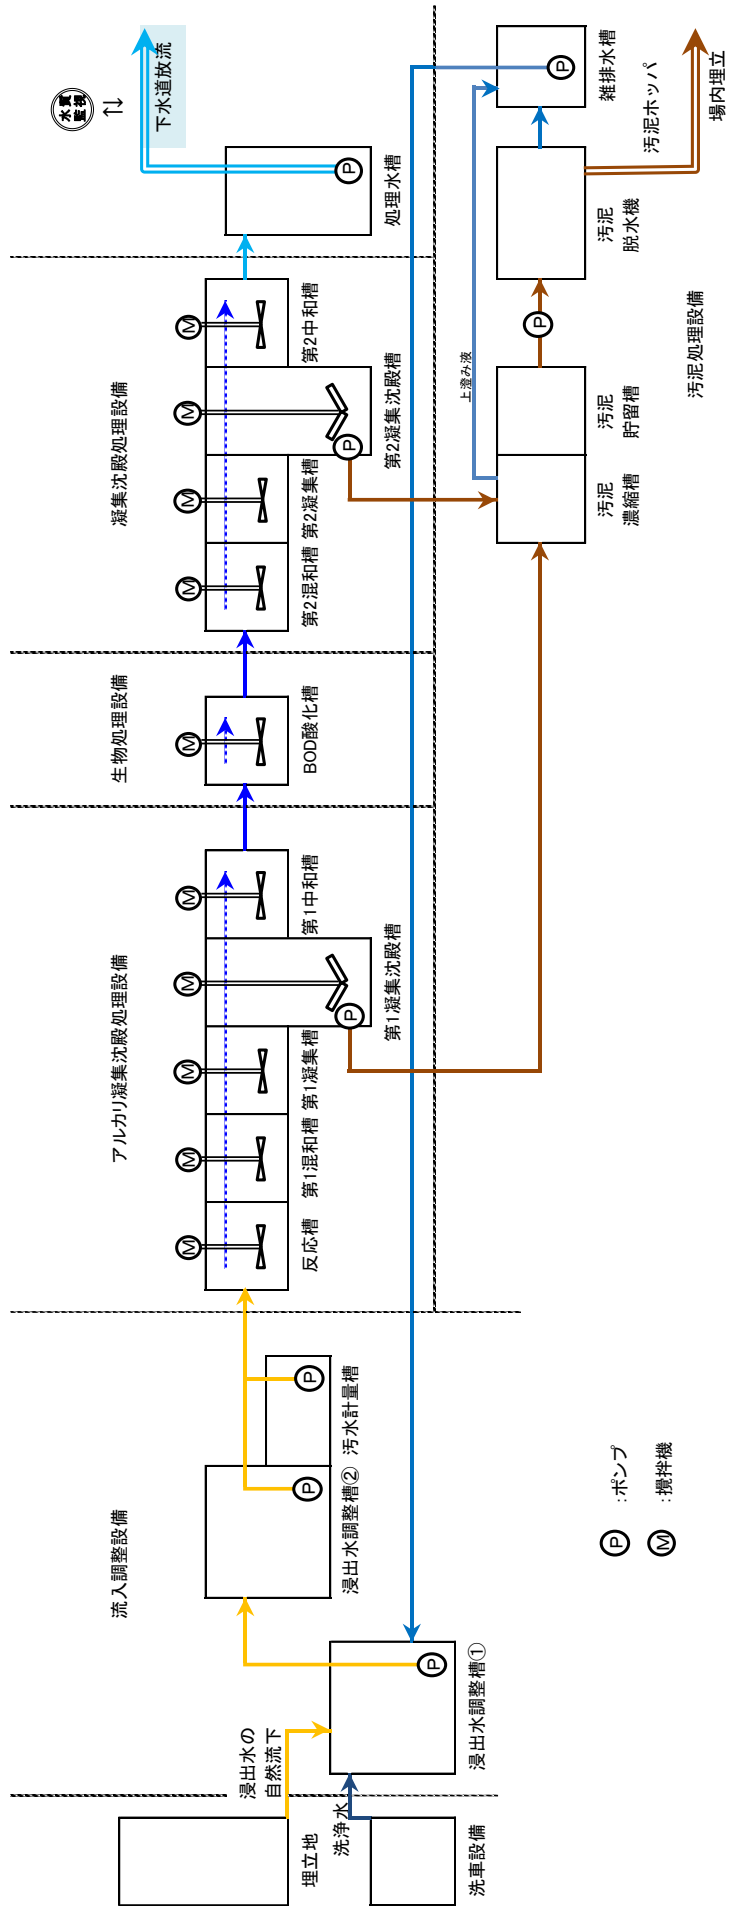 埋立地
洗車設備
洗浄水
浸出水の
自然流下
流入調整設備
浸出水調整槽①
P
浸出水調整槽②
P
汚水計量槽
P
アルカリ凝集沈殿処理設備
M
M
M
M
M
P
反応槽
第1混和槽
第1凝集槽
第1凝集沈殿槽
第1中和槽
生物処理設備
M
BOD酸化槽
凝集沈殿処理設備
M
M
M
M
P
第2混和槽
第2凝集槽
第2凝集沈殿槽
第2中和槽
P
処理水槽
水質
監視
下水道放流
汚泥
濃縮槽
汚泥
貯留槽
上澄み液
P
汚泥
脱水機
P
雑排水槽
汚泥ホッパ
場内埋立
汚泥処理設備
P :ポンプ
M :攪拌機